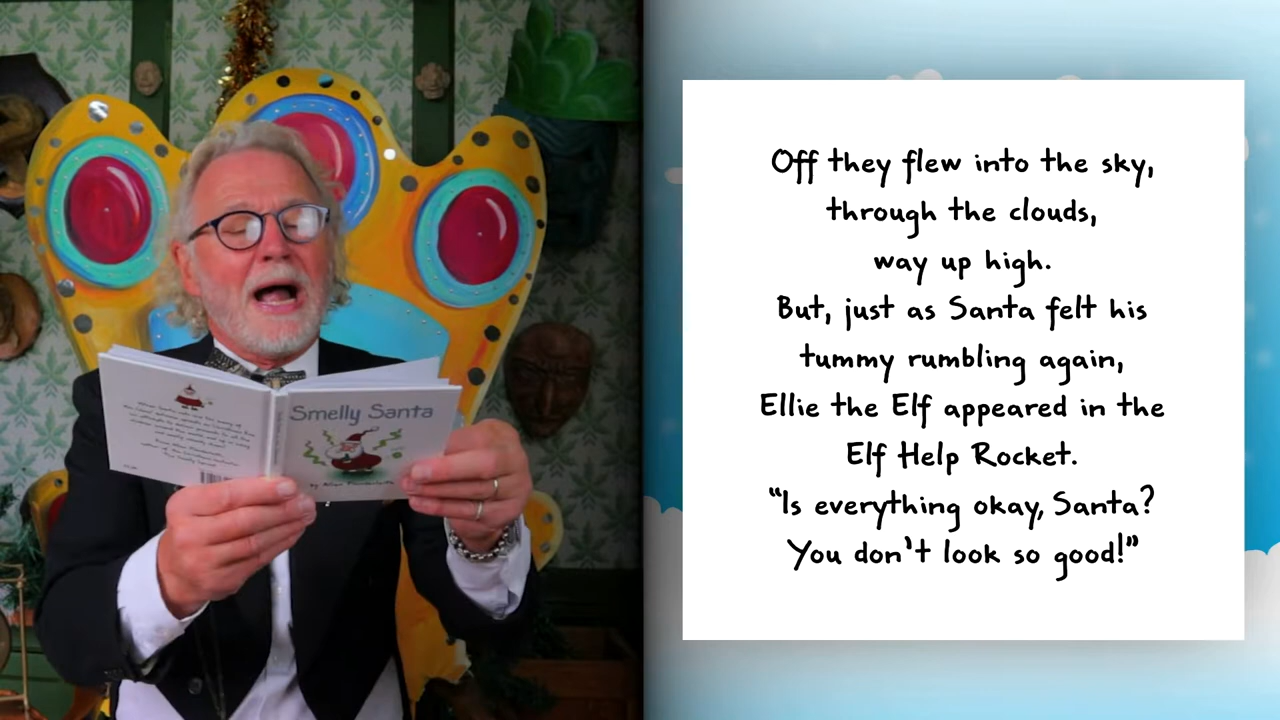 Smelly Santa
Off they flew into the sky,
through the clouds,
way up high.
But, just as Santa felt his
tummy rumbling again,
Ellie the Elf appeared in the
Elf Help Rocket.
“Is everything okay, Santa?
You don't look so good!”